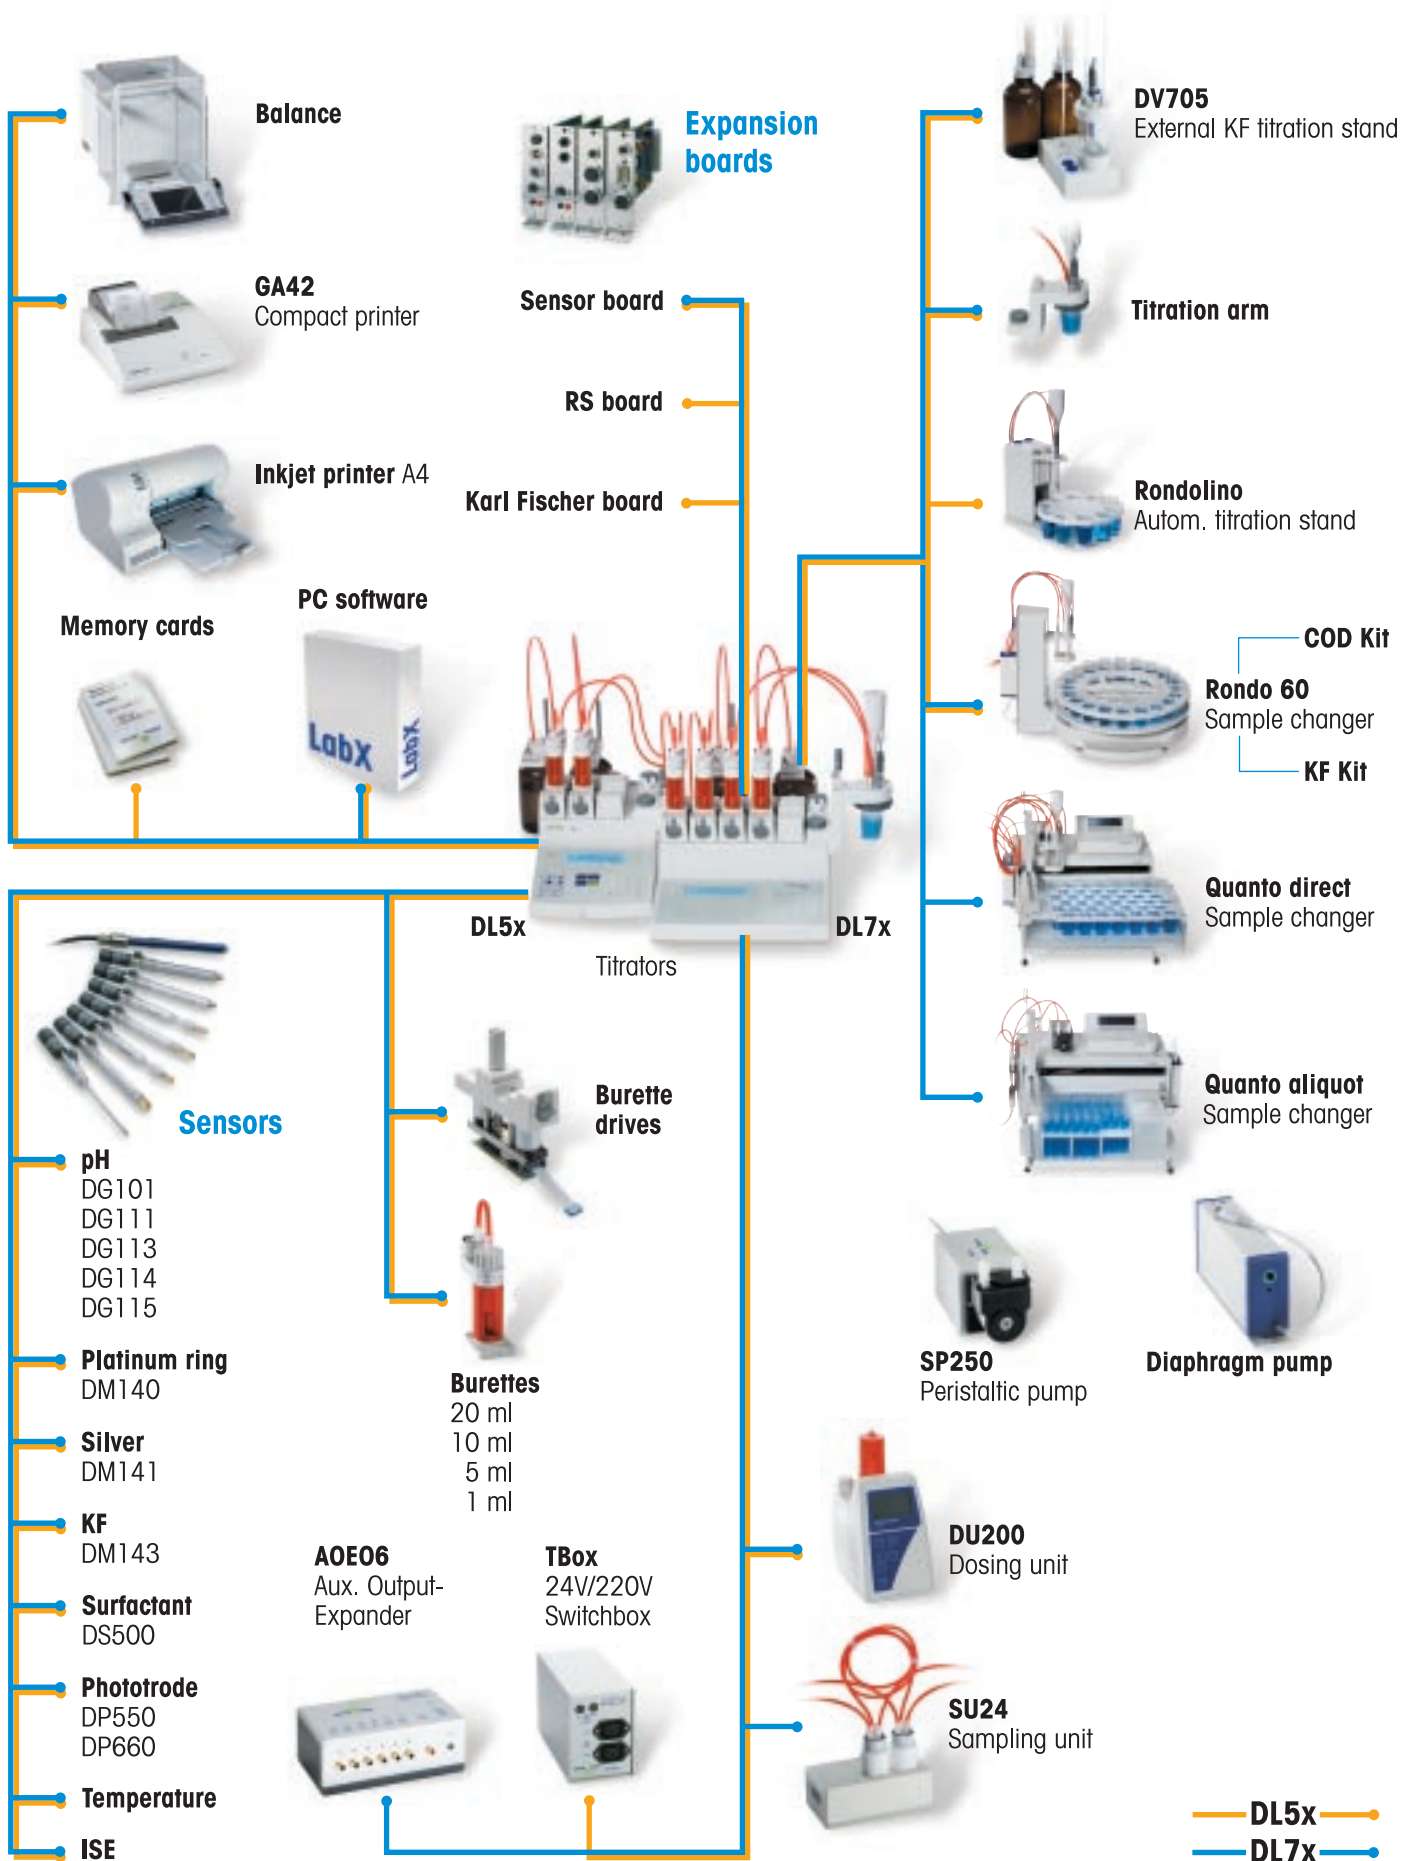 Balance
Expansion
boards
DV705
External KF titration stand
GA42
Compact printer
Sensor board
Titration arm
RS board
Inkjet printer A4
Karl Fischer board
Rondolino
Autom. titration stand
PC software
Memory cards
COD Kit
Rondo 60
Sample changer
KF Kit
LabX
LabX
Quanto direct
Sample changer
DL5x
DL7x
Titrators
Quanto aliquot
Sample changer
Burette
drives
Sensors
pH
DG101
DG111
DG113
DG114
DG115
Platinum ring
DM140
Silver
DM141
KF
DM143
Surfactant
DS500
Phototrode
DP550
DP660
Temperature
ISE
Burettes
20 ml
10 ml
5 ml
1 ml
SP250
Peristaltic pump
Diaphragm pump
AOEO6
Aux. Output-
Expander
TBox
24V/220V
Switchbox
DU200
Dosing unit
SU24
Sampling unit
DL5x
DL7x